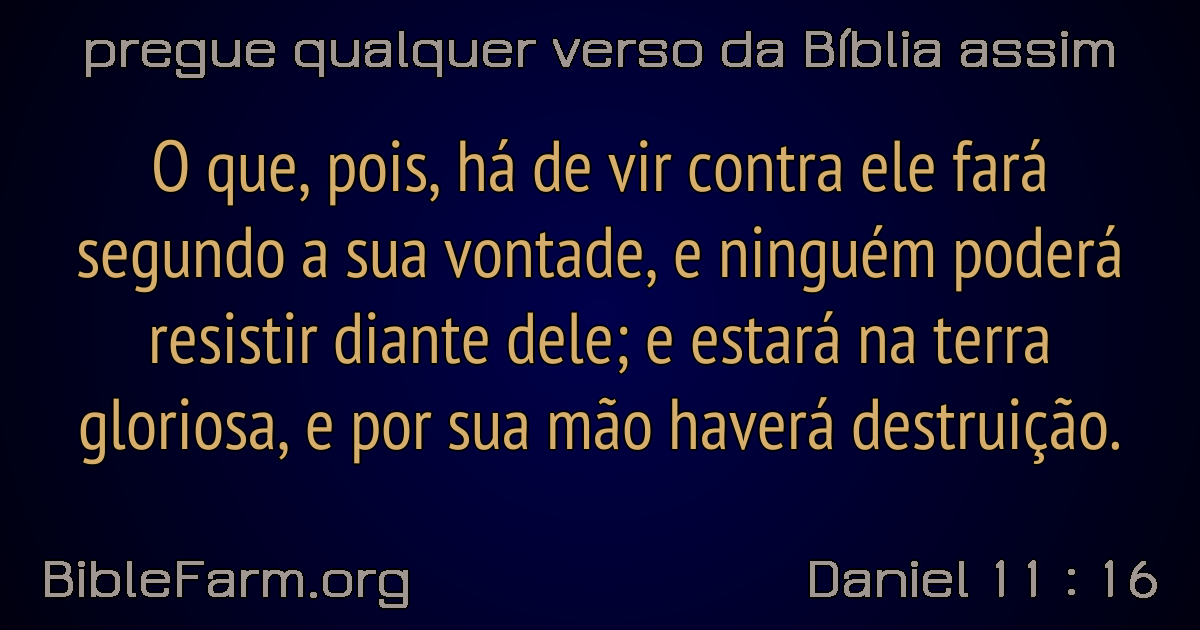 pregue qualquer verso da Bíblia assim
O que, pois, há de vir contra ele fará
segundo a sua vontade, e ninguém poderá
resistir diante dele; e estará na terra
gloriosa, e por sua mão haverá destruição.
BibleFarm.org
Daniel 11 : 16